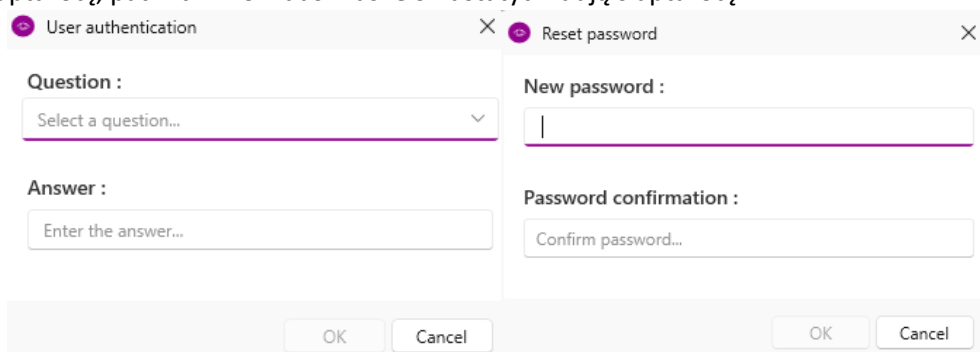 User authentication
Question :
Select a question...
Answer :
Enter the answer...
OK
Cancel
Reset password
New password :
Password confirmation :
Confirm password...
OK
Cancel